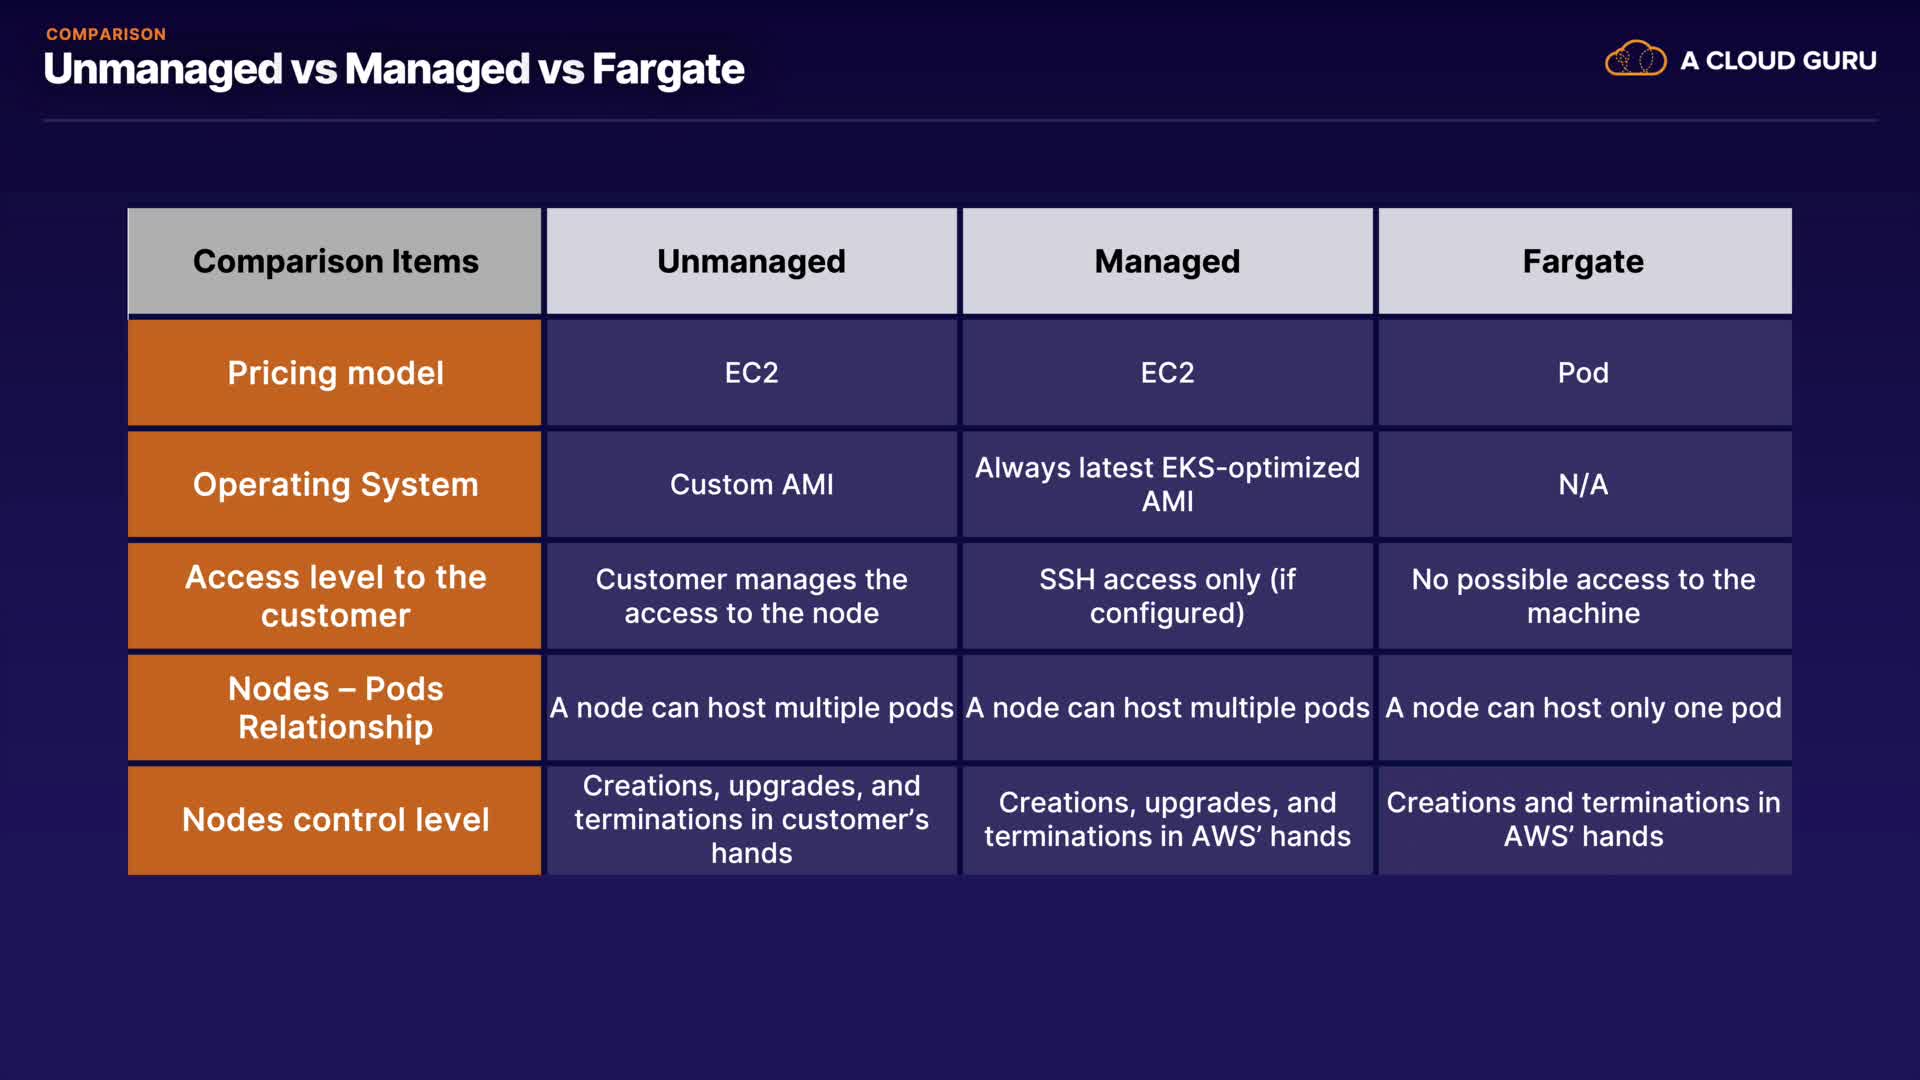 COMPARISON
Unmanaged vs Managed vs Fargate
A CLOUD GURU
Comparison Items
Unmanaged
Managed
Fargate
Pricing model
EC2
EC2
Pod
Operating System
Custom AMI
Always latest EKS-optimized
AMI
N/A
Access level to the
customer
Customer manages the
access to the node
SSH access only (if
configured)
No possible access to the
machine
Nodes – Pods
Relationship
A node can host multiple pods
A node can host multiple pods
A node can host only one pod
Nodes control level
Creations, upgrades, and
terminations in customer’s
hands
Creations, upgrades, and
terminations in AWS’ hands
Creations and terminations in
AWS’ hands